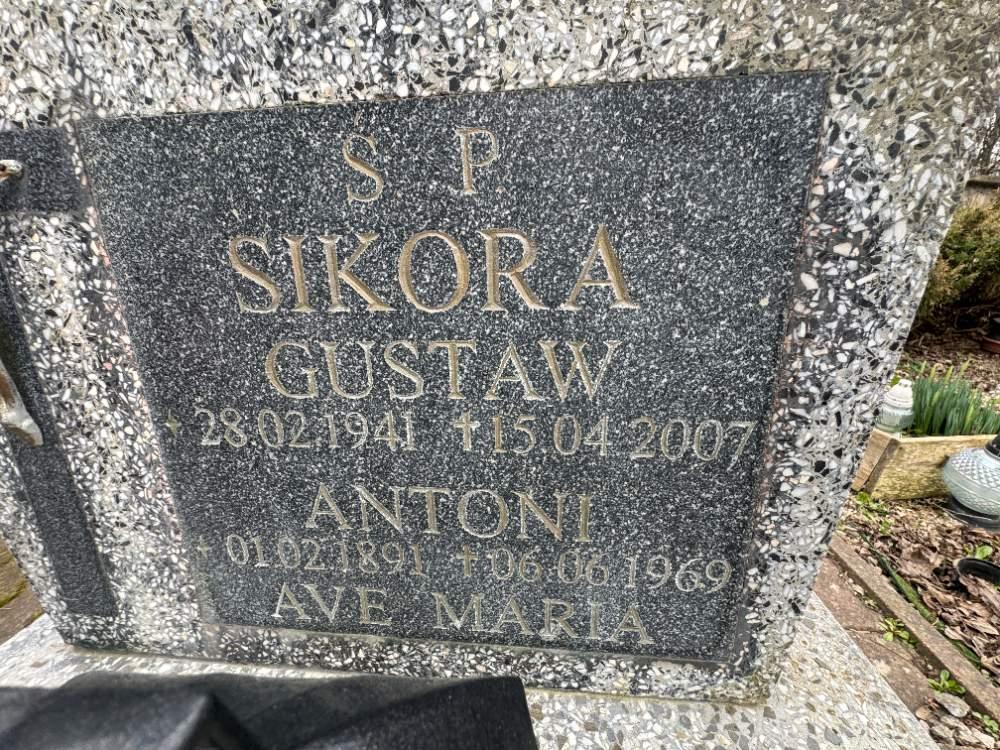 Ś P.
SIKORA
GUSTAW
* 28.02.1941 † 15.04.2007
ANTONI
* 01.02.1891 † 06.06.1969
AVE MARIA